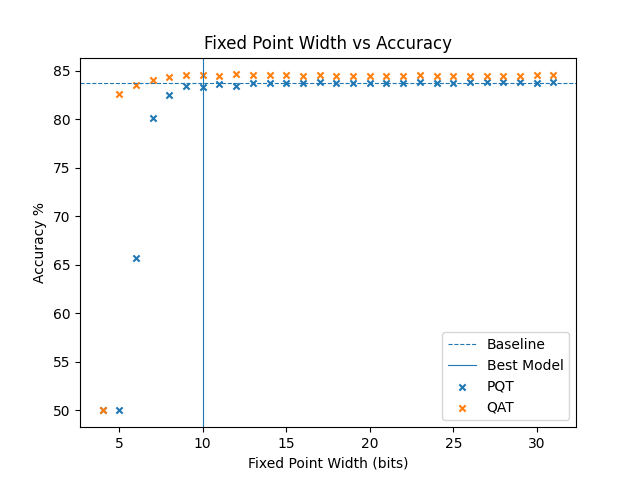 Fixed Point Width vs Accuracy
Accuracy %
85
80
75
70
65
60
55
50
5
10
15
20
25
30
Fixed Point Width (bits)
Baseline
Best Model
PQT
QAT